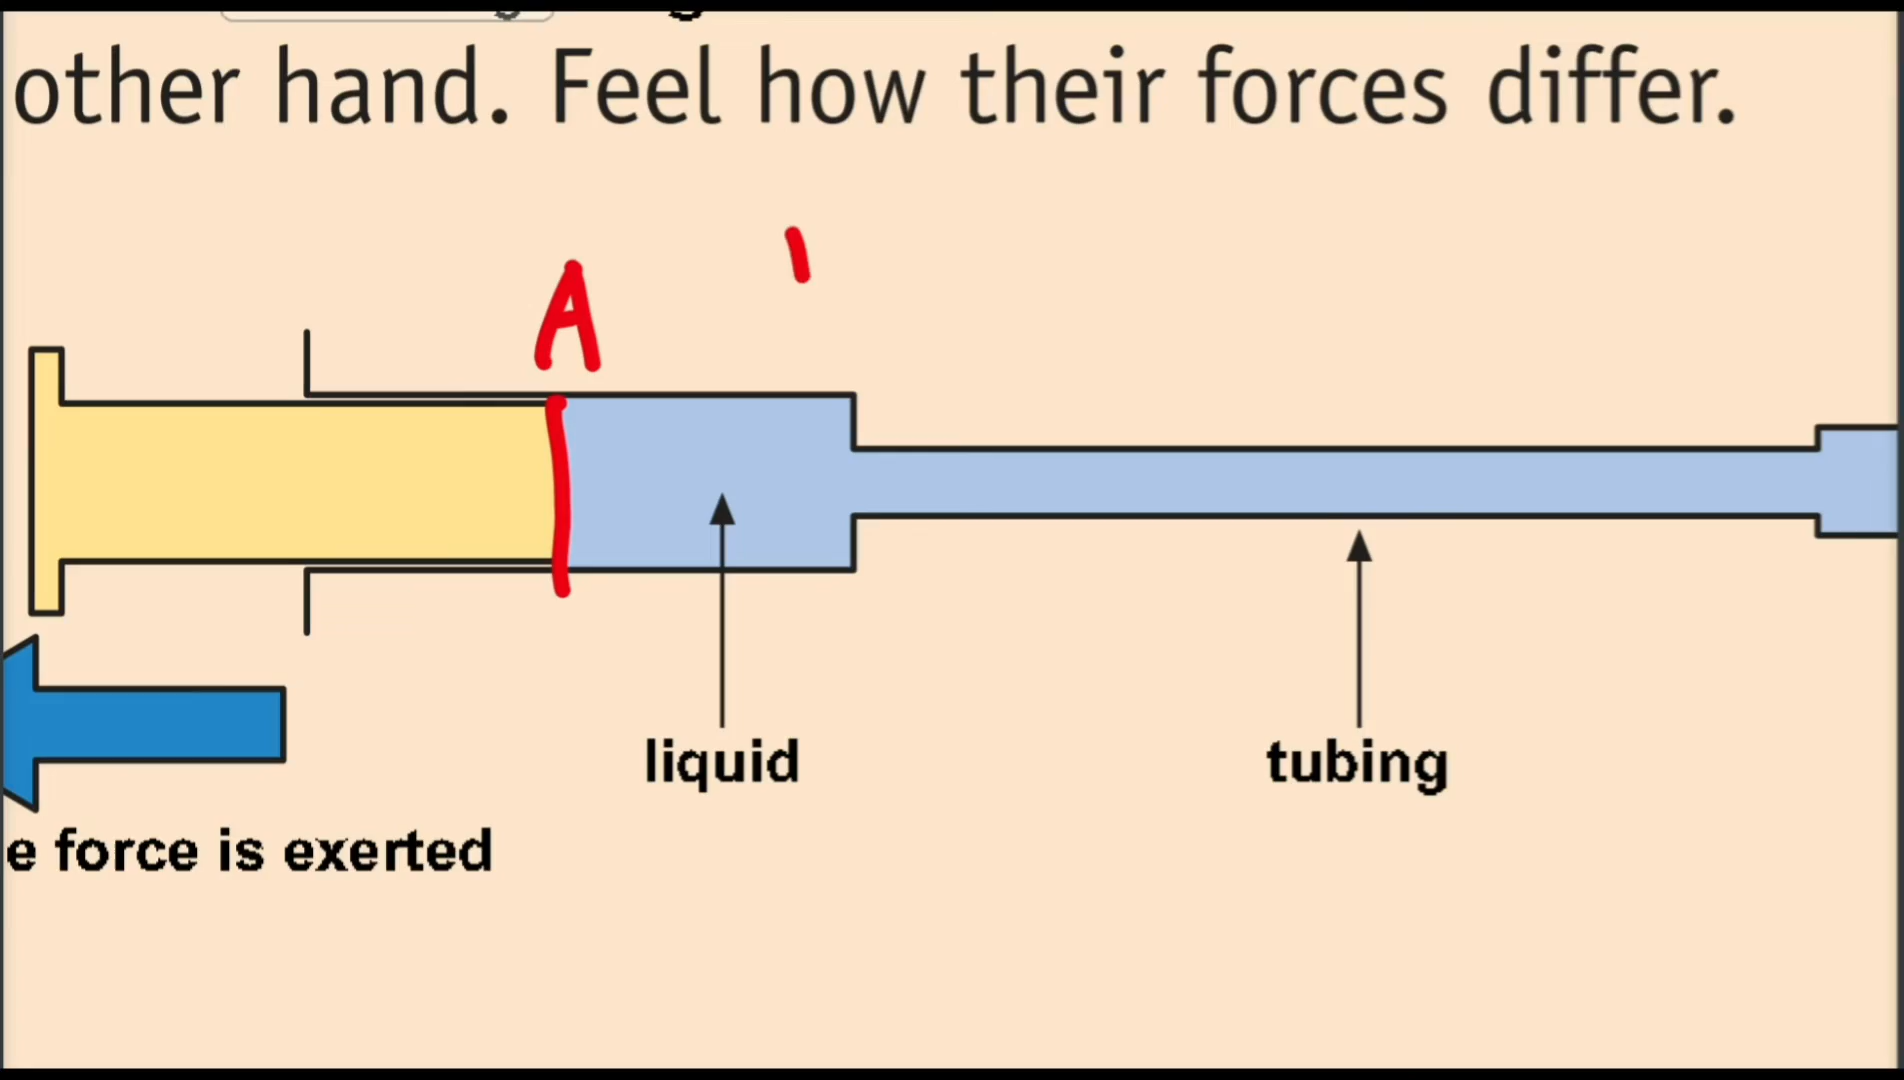 other hand. Feel how their forces differ.
A
liquid
tubing
e force is exerted